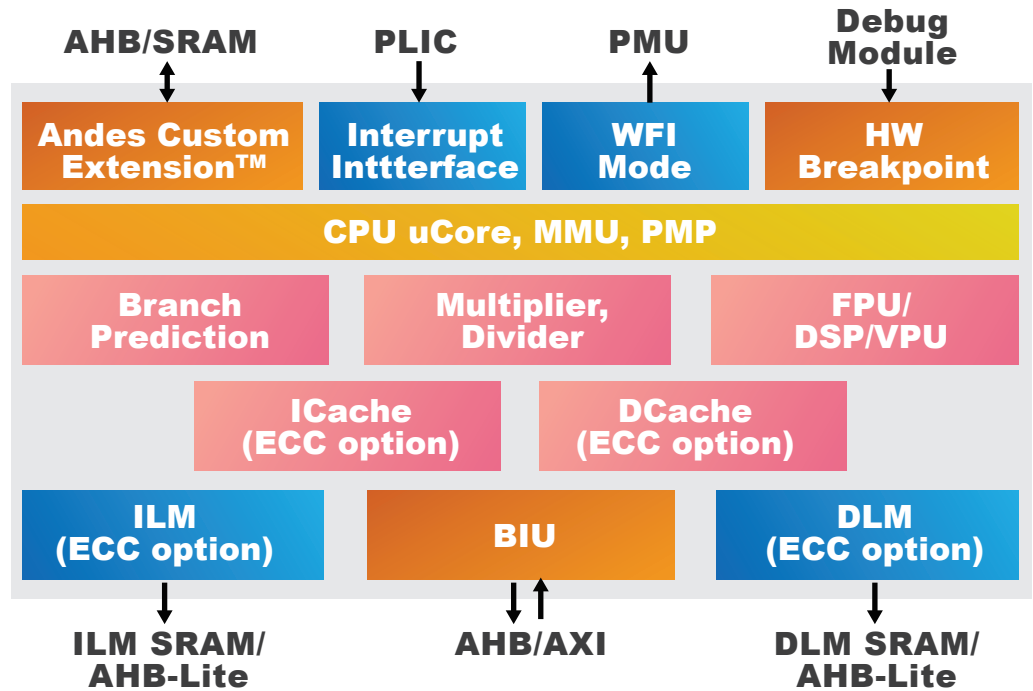 AHB/SRAM
PLIC
PMU
Debug
Module
Andes Custom
Extension™
Interrupt
Inttterface
WFI
Mode
HW
Breakpoint
CPU uCore, MMU, PMP
Branch
Prediction
Multiplier,
Divider
FPU/
DSP/VPU
ICache
(ECC option)
DCache
(ECC option)
ILM
(ECC option)
BIU
DLM
(ECC option)
ILM SRAM/
AHB-Lite
AHB/AXI
DLM SRAM/
AHB-Lite